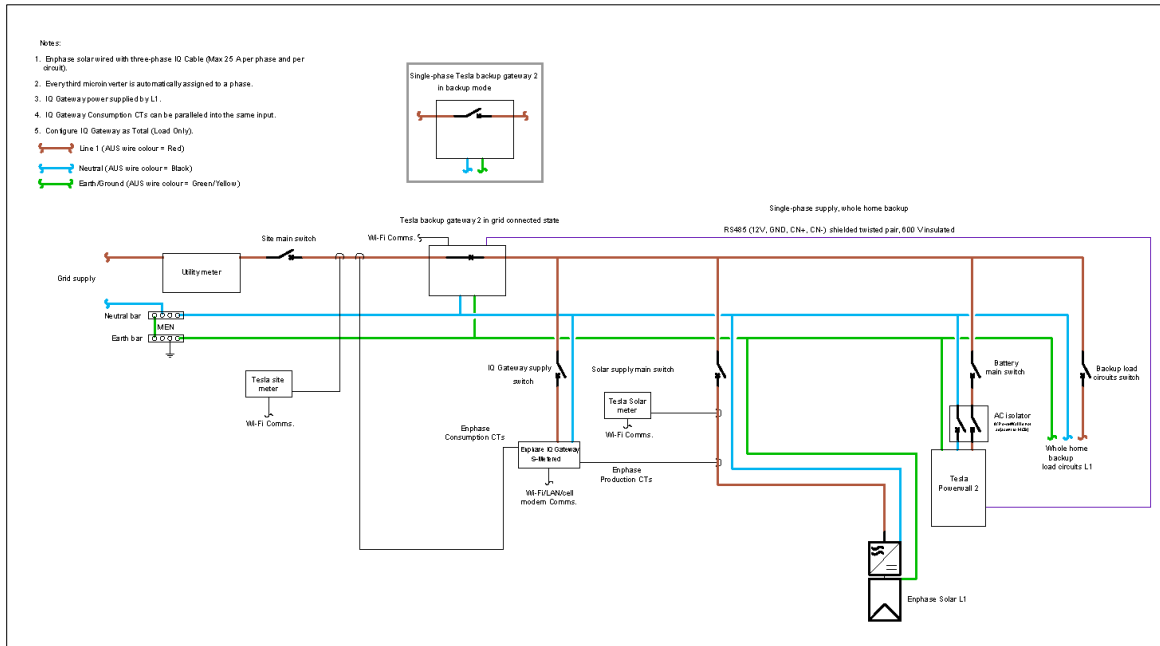 Notes:
1. Enphase solar wired with three-phase IQ Cable (Max 25 A per phase and per
circuit).
2. Every third microinverter is automatically assigned to a phase.
3. IQ Gateway power supplied by L1.
4. IQ Gateway Consumption CTs can be paralleled into the same input.
5. Configure IQ Gateway as Total (Load Only).
Line 1 (AUS wire colour = Red)
Neutral (AUS wire colour = Black)
Earth/Ground (AUS wire colour = Green/Yellow)
Single-phase Tesla backup gateway 2
in backup mode
Single-phase supply, whole home backup
Tesla backup gateway 2 in grid connected state
RS485 (12V, GND, CN+, CN-) shielded twisted pair, 600 V insulated
Wi-Fi Comms.
Site main switch
Grid supply
Utility meter
Neutral bar
MEN
Earth bar
IQ Gateway supply
switch
Solar supply main switch
Battery
main switch
Backup load
circuits switch
Tesla site
meter
Wi-Fi Comms.
Tesla Solar
meter
Wi-Fi Comms.
AC isolator
Enphase
Consumption CTs
Enphase IQ Gateway
S-Metered
Enphase
Production CTs
Wi-Fi/LAN/cell
modem Comms.
Whole home
backup
load circuits L1
Tesla
Powerwall 2
Enphase Solar L1